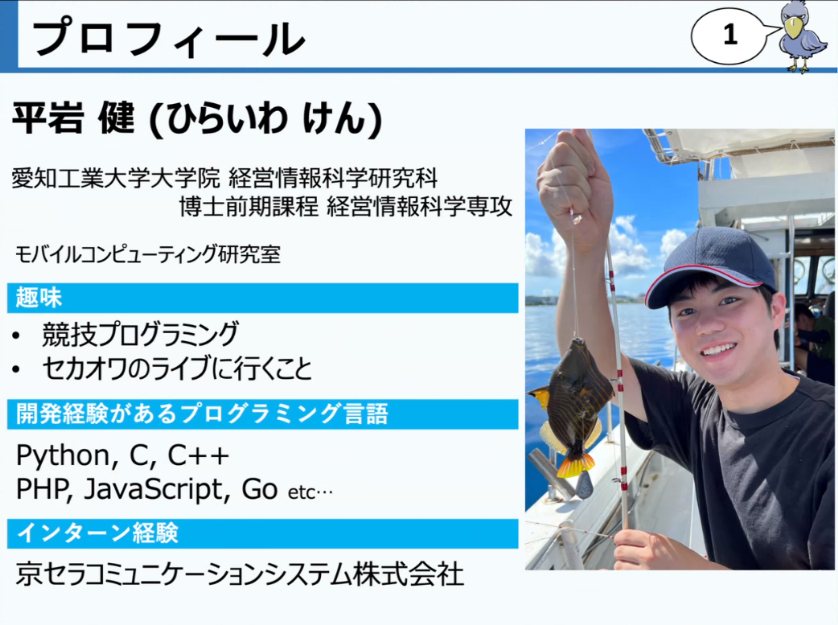 プロフィール
1
平岩 健 (ひらいわ けん)
愛知工業大学大学院 経営情報科学研究科
博士前期課程 経営情報科学専攻
モバイルコンピューティング研究室
趣味
• 競技プログラミング
• セカオワのライブに行くこと
開発経験があるプログラミング言語
Python, C, C++
PHP, JavaScript, Go etc…
インターン経験
京セラコミュニケーションシステム株式会社